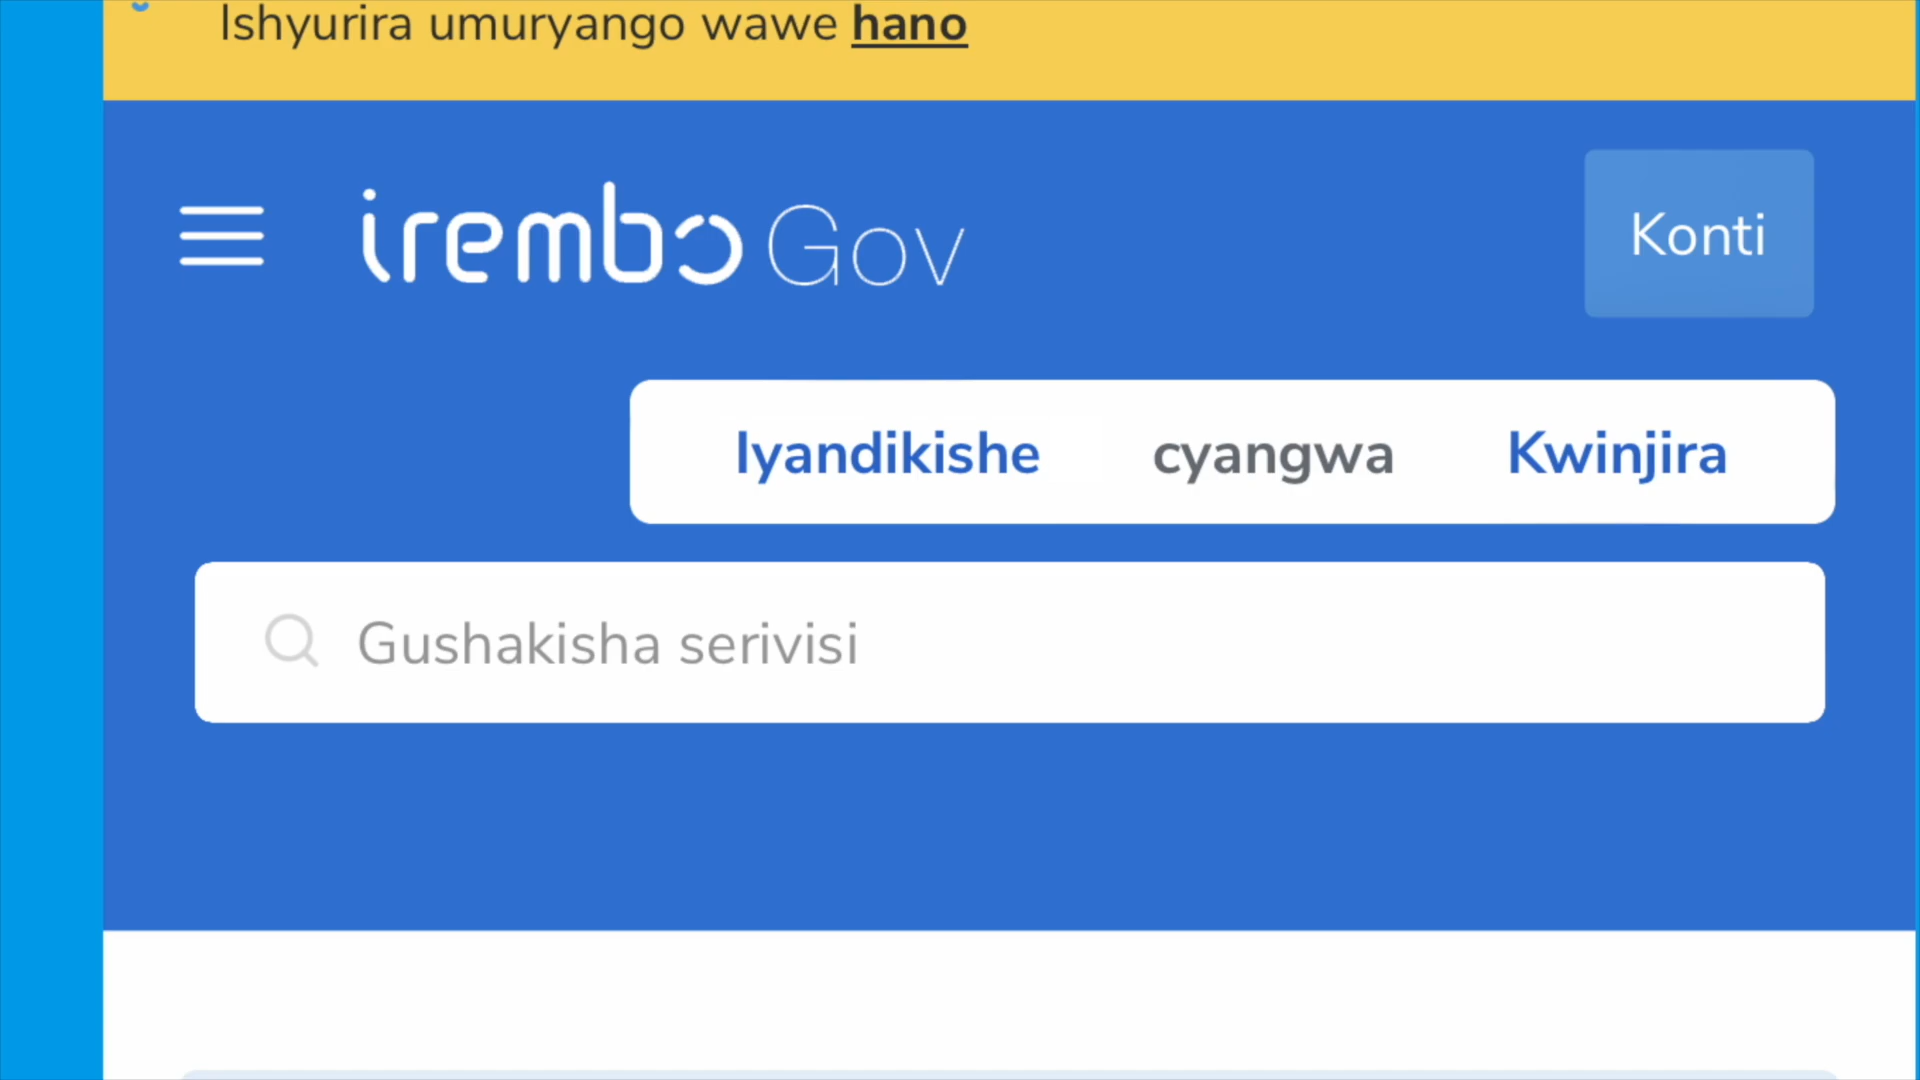 Ishyurira umuryango wawe hano
irembo Gov
Konti
Iyandikishe cyangwa Kwinjira
Gushakisha serivisi